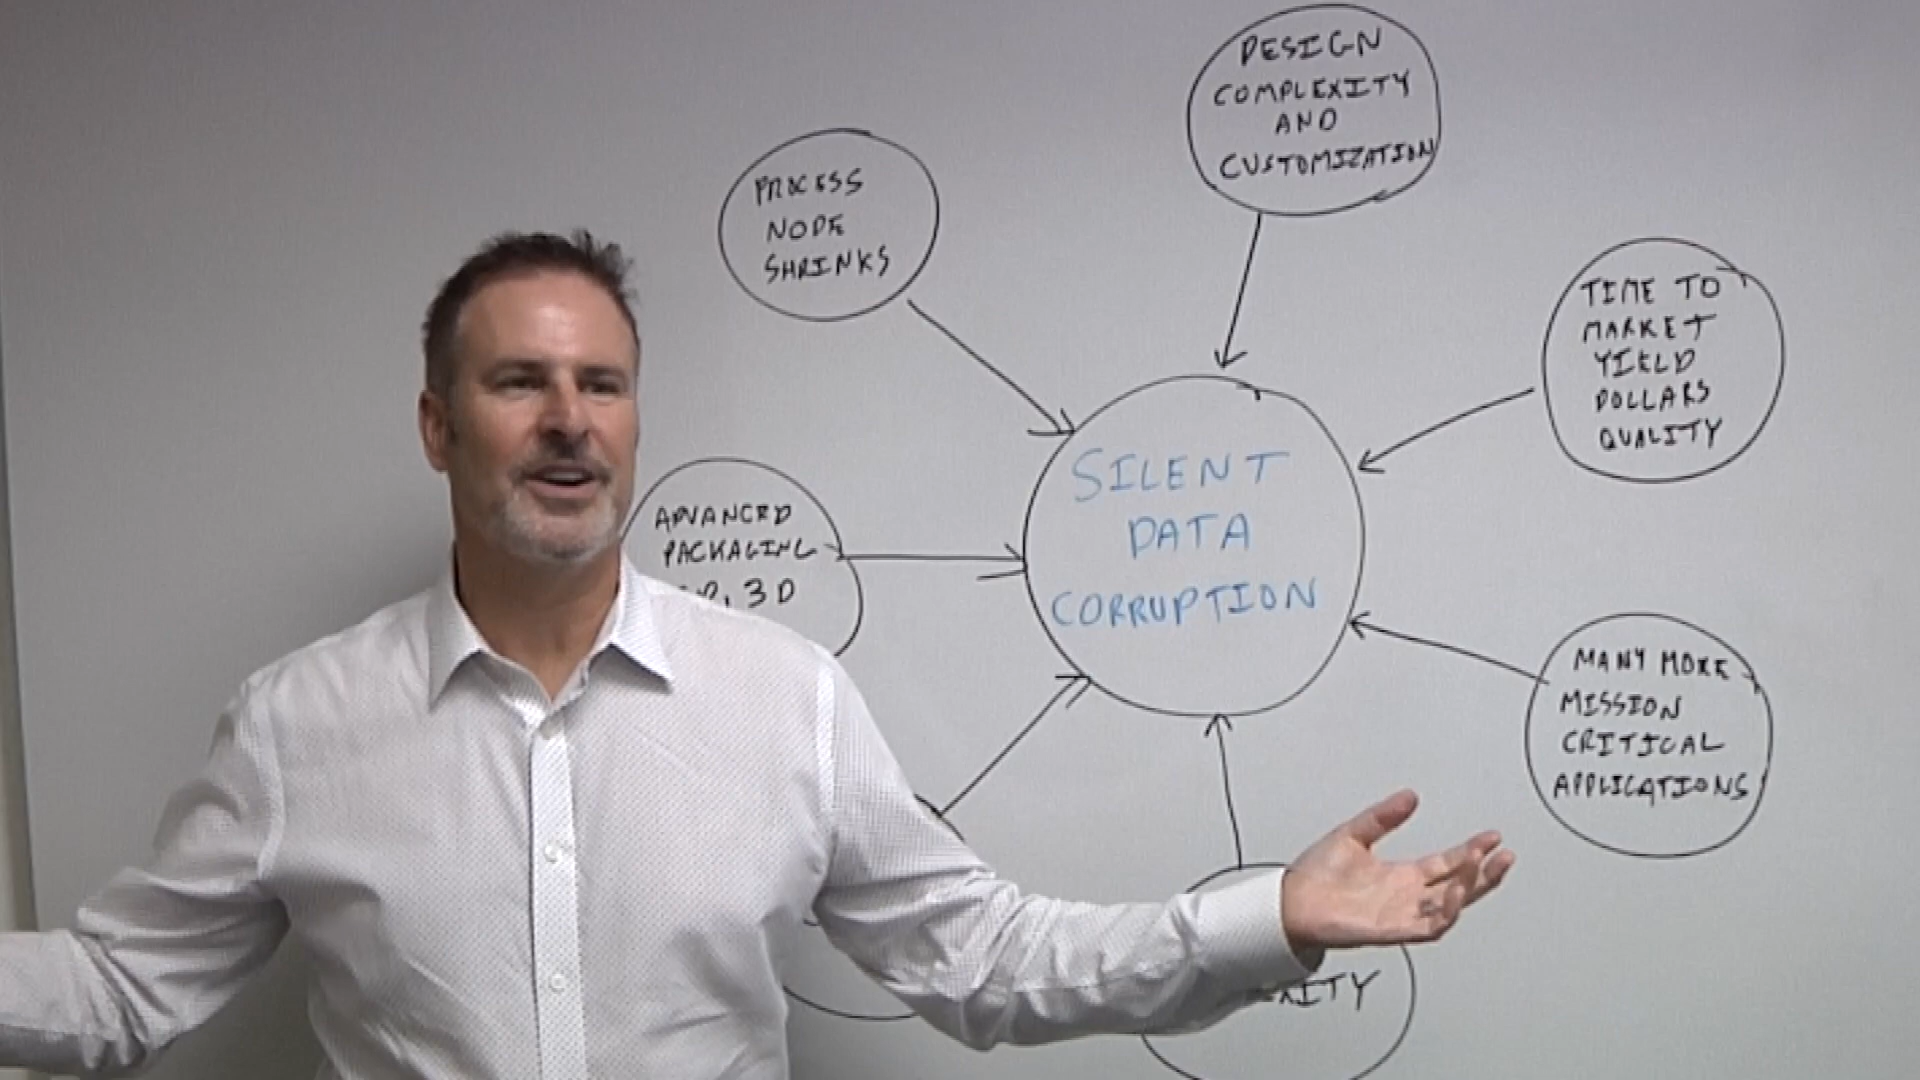 DESIGN
COMPLEXITY
AND
CUSTOMIZATION
PROCESS
NODE
SHRINKS
TIME TO
MARKET
YIELD
DOLLARS
QUALITY
SILENT
DATA
CORRUPTION
ADVANCED
PACKAGING
3D
MANY MORE
MISSION
CRITICAL
APPLICATIONS